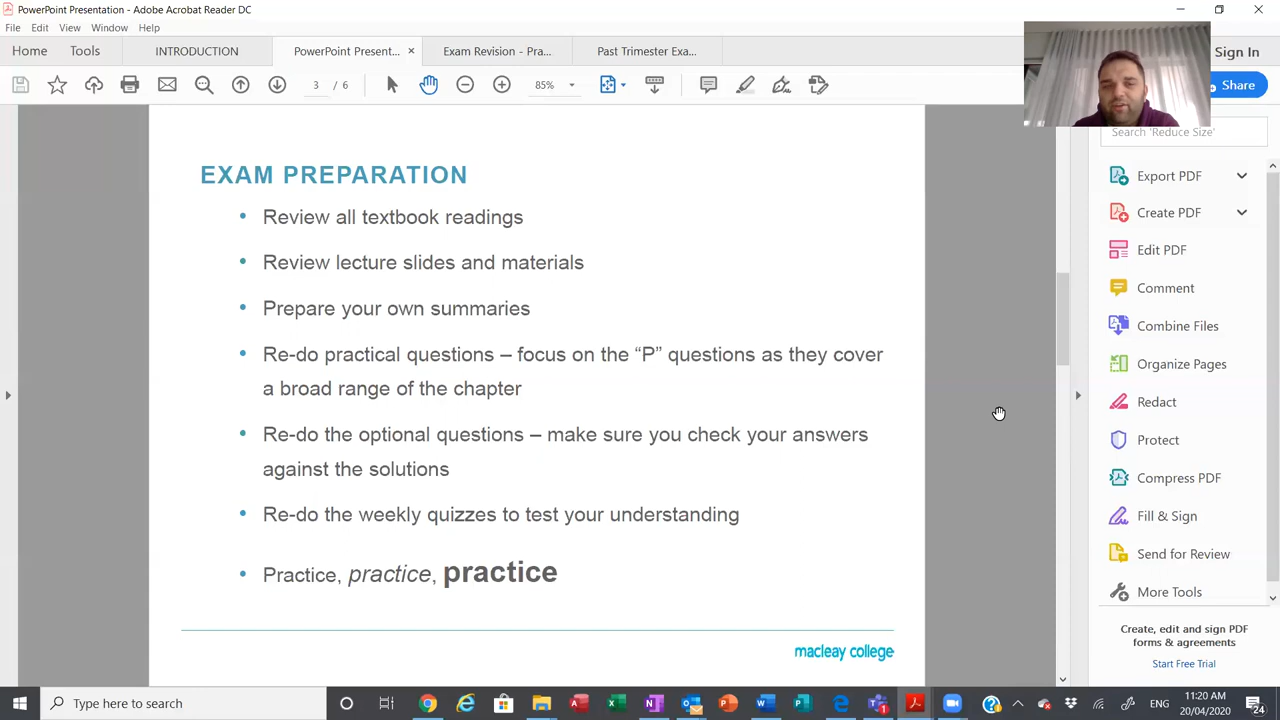 PowerPoint Presentation - Adobe Acrobat Reader DC
File Edit View Window Help
Home Tools INTRODUCTION PowerPoint Present... × Exam Revision - Pra... Past Trimester Exa... Sign In
3 / 6 85% Share
Search 'Reduce Size'
EXAM PREPARATION
• Review all textbook readings
• Review lecture slides and materials
• Prepare your own summaries
• Re-do practical questions – focus on the “P” questions as they cover
a broad range of the chapter
• Re-do the optional questions – make sure you check your answers
against the solutions
• Re-do the weekly quizzes to test your understanding
• Practice, practice, practice
macleay college
Export PDF
Create PDF
Edit PDF
Comment
Combine Files
Organize Pages
Redact
Protect
Compress PDF
Fill & Sign
Send for Review
More Tools
Create, edit and sign PDF
forms & agreements
Start Free Trial
Type here to search
ENG
11:20 AM
20/04/2020
24